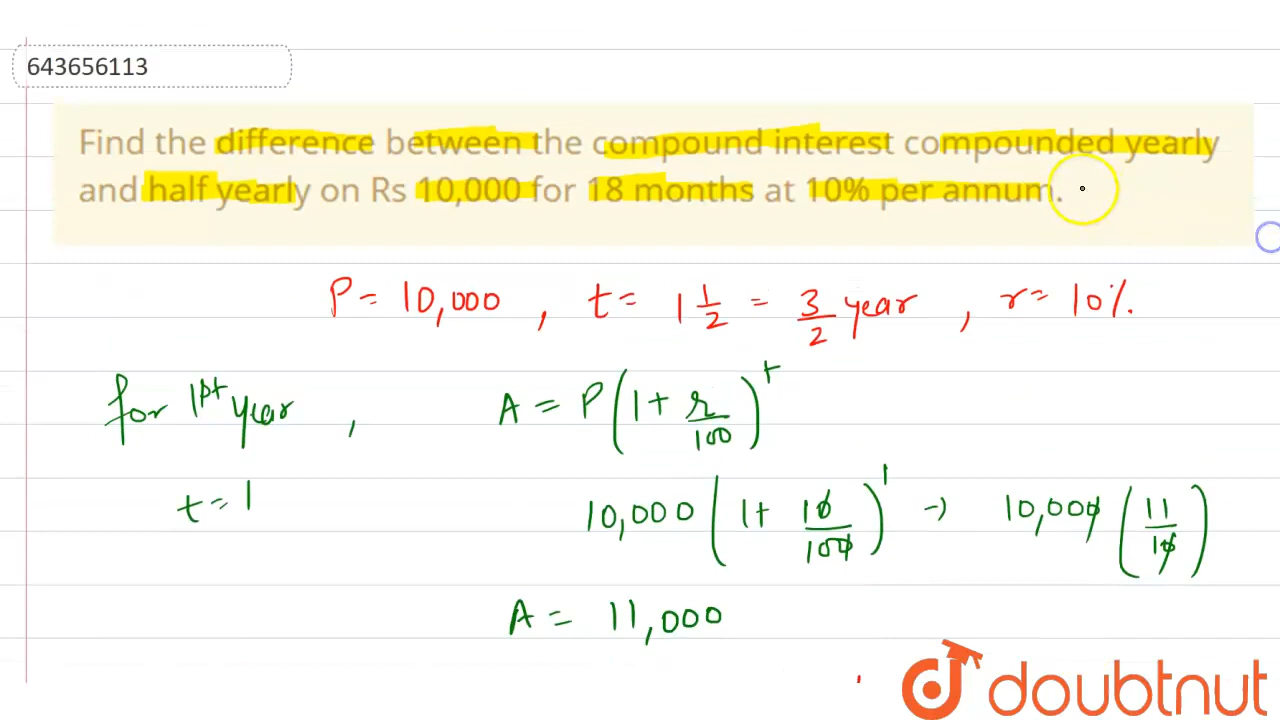 643656113
Find the difference between the compound interest compounded yearly
and half yearly on Rs 10,000 for 18 months at 10% per annum.
P = 10,000 , t = 1 1/2 = 3/2 year , r = 10%.
for 1st year , A = P(1 + r/100)^t
t = 1 10,000(1 + 10/100)^1 → 10,000(11/10)
A = 11,000
doubtnut